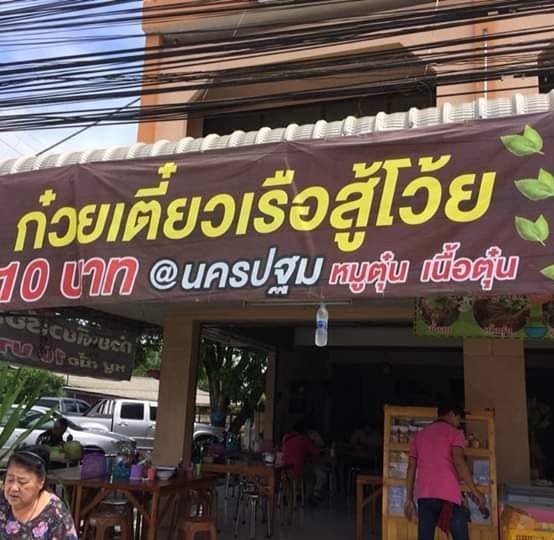 ก๋วยเตี๋ยวเรือสู้โว้ย
10 บาท @นครปฐม หมูตุ๋น เนื้อตุ๋น